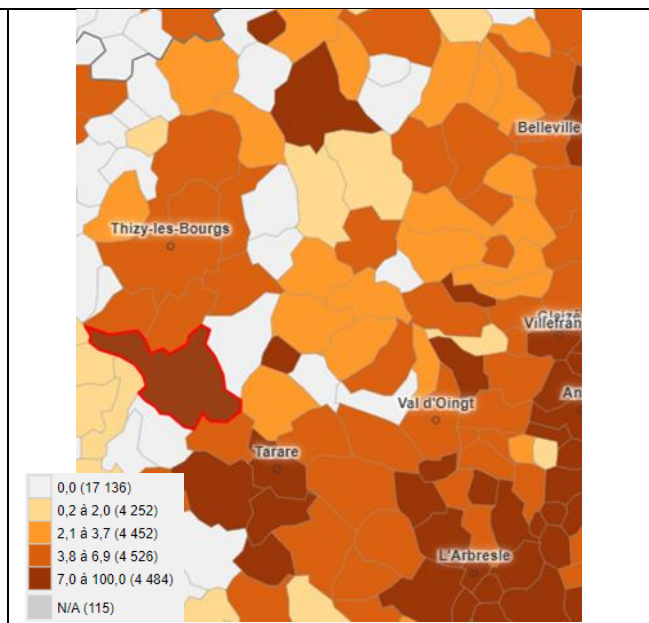 Belleville
Thizy-les-Bourgs
Gleizé
Villefran
An
Val d'Oingt
Tarare
L'Arbresle
0,0 (17 136)
0,2 à 2,0 (4 252)
2,1 à 3,7 (4 452)
3,8 à 6,9 (4 526)
7,0 à 100,0 (4 484)
N/A (115)